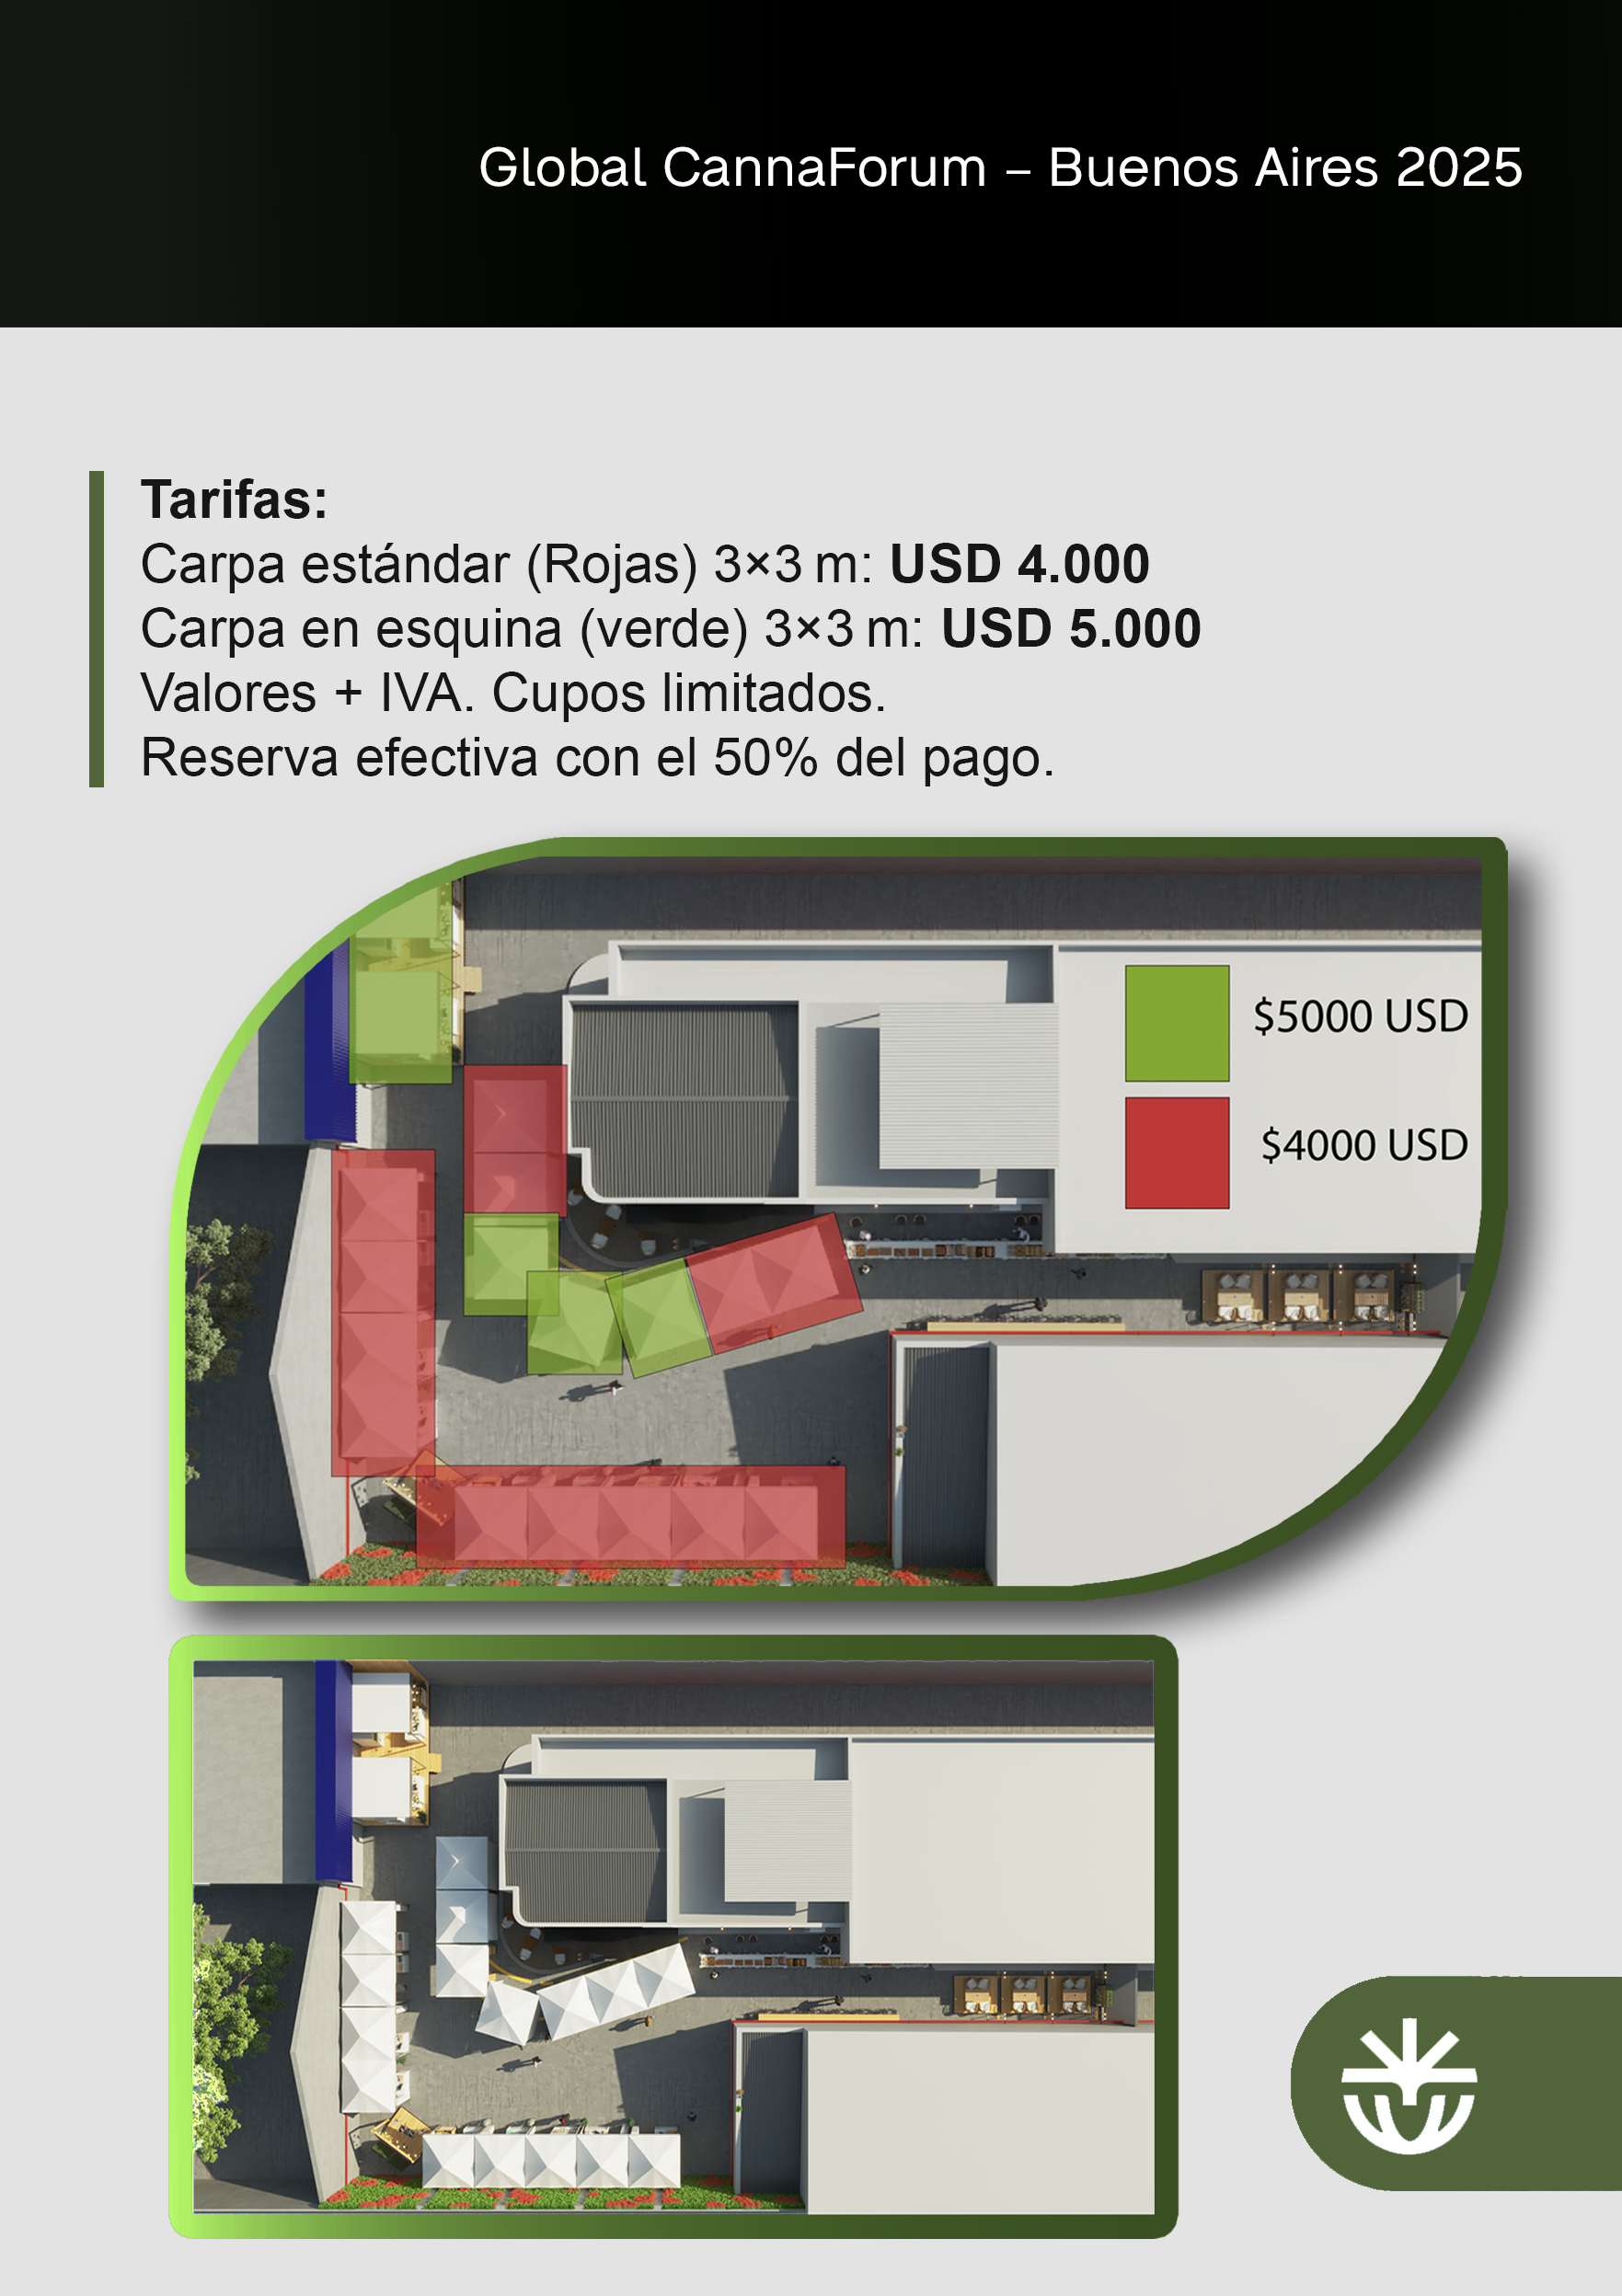 Global CannaForum – Buenos Aires 2025
Tarifas:
Carpa estándar (Rojas) 3×3 m: USD 4.000
Carpa en esquina (verde) 3×3 m: USD 5.000
Valores + IVA. Cupos limitados.
Reserva efectiva con el 50% del pago.
$5000 USD
$4000 USD